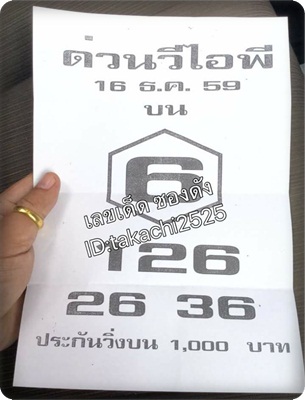 ด่วนวีไอพี
16 ธ.ค. 59
บน
6
เลขเด็ด ซองดัง
ID:takachi2525
126
26 36
ประกันวิ่งบน 1,000 บาท